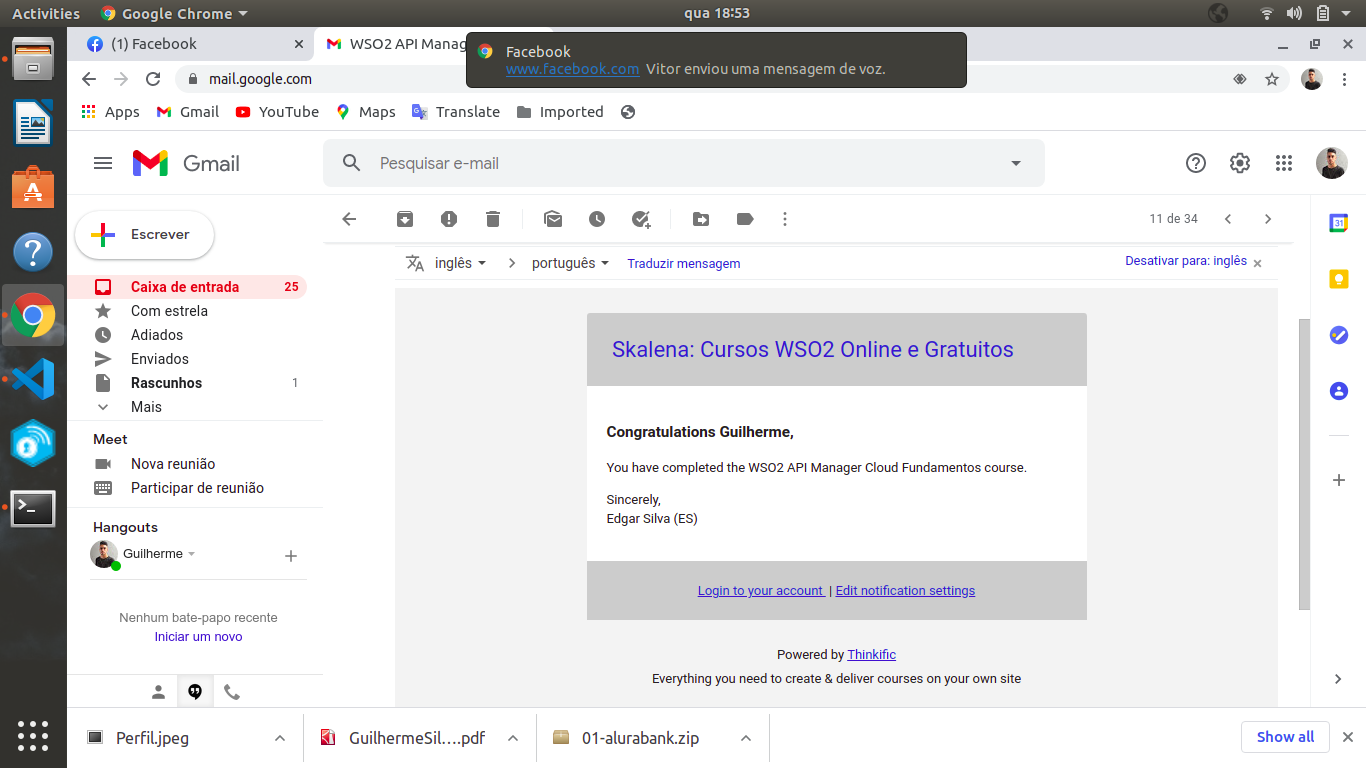 Activities
Google Chrome
qua 18:53
(1) Facebook
WSO2 API Manag
Facebook
www.facebook.com Vitor enviou uma mensagem de voz.
mail.google.com
Apps
Gmail
YouTube
Maps
Translate
Imported
Gmail
Pesquisar e-mail
Escrever
11 de 34
inglês
português
Traduzir mensagem
Desativar para: inglês
Caixa de entrada 25
Com estrela
Adiados
Enviados
Rascunhos 1
Mais
Meet
Nova reunião
Participar de reunião
Hangouts
Guilherme
Nenhum bate-papo recente
Iniciar um novo
Skalena: Cursos WSO2 Online e Gratuitos
Congratulations Guilherme,
You have completed the WSO2 API Manager Cloud Fundamentos course.
Sincerely,
Edgar Silva (ES)
Login to your account | Edit notification settings
Powered by Thinkific
Everything you need to create & deliver courses on your own site
31
Perfil.jpeg
GuilhermeSil....pdf
01-alurabank.zip
Show all